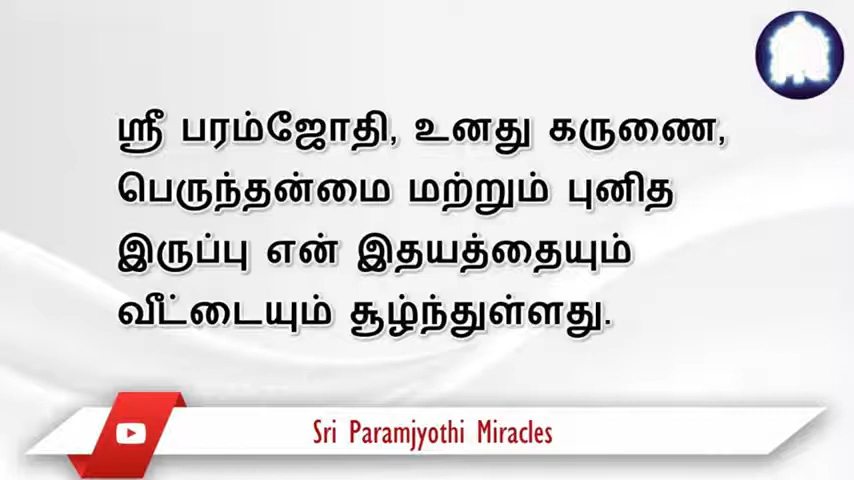 ஸ்ரீ பரம்ஜோதி, உனது கருணை,
பெருந்தன்மை மற்றும் புனித
இருப்பு என் இதயத்தையும்
வீட்டையும் சூழ்ந்துள்ளது.
Sri Paramjyothi Miracles